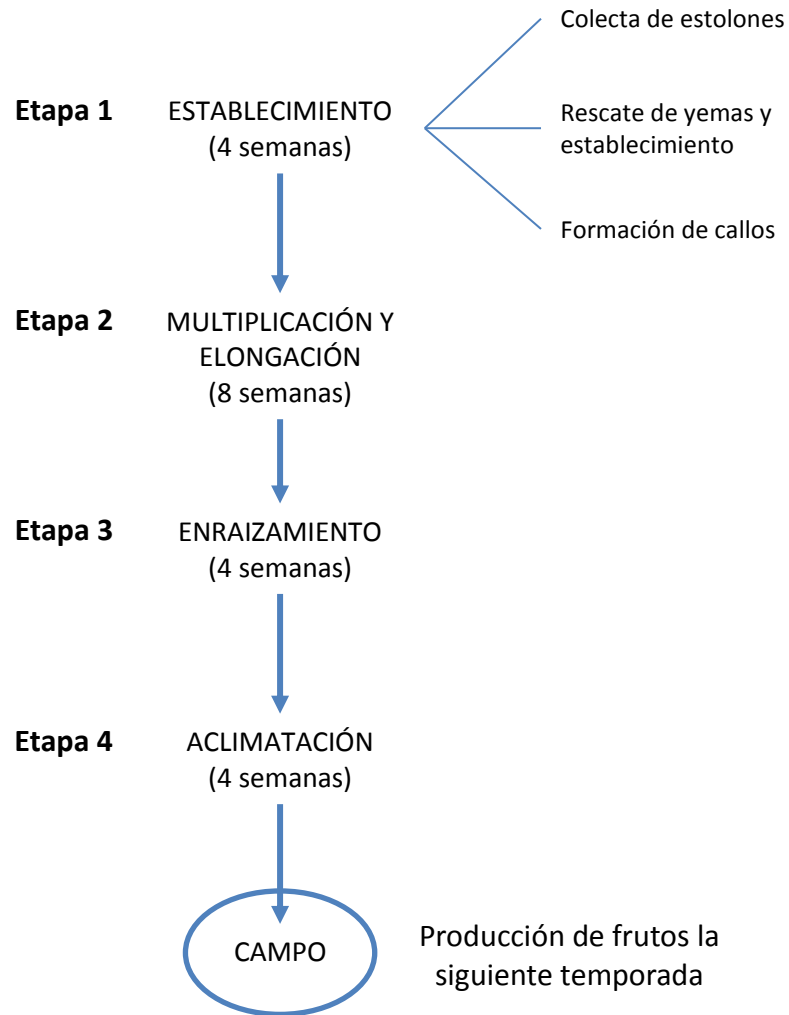 Colecta de estolones
Etapa 1
ESTABLECIMIENTO
(4 semanas)
Rescate de yemas y
establecimiento
Formación de callos
Etapa 2
MULTIPLICACIÓN Y
ELONGACIÓN
(8 semanas)
Etapa 3
ENRAIZAMIENTO
(4 semanas)
Etapa 4
ACLIMATACIÓN
(4 semanas)
CAMPO
Producción de frutos la
siguiente temporada